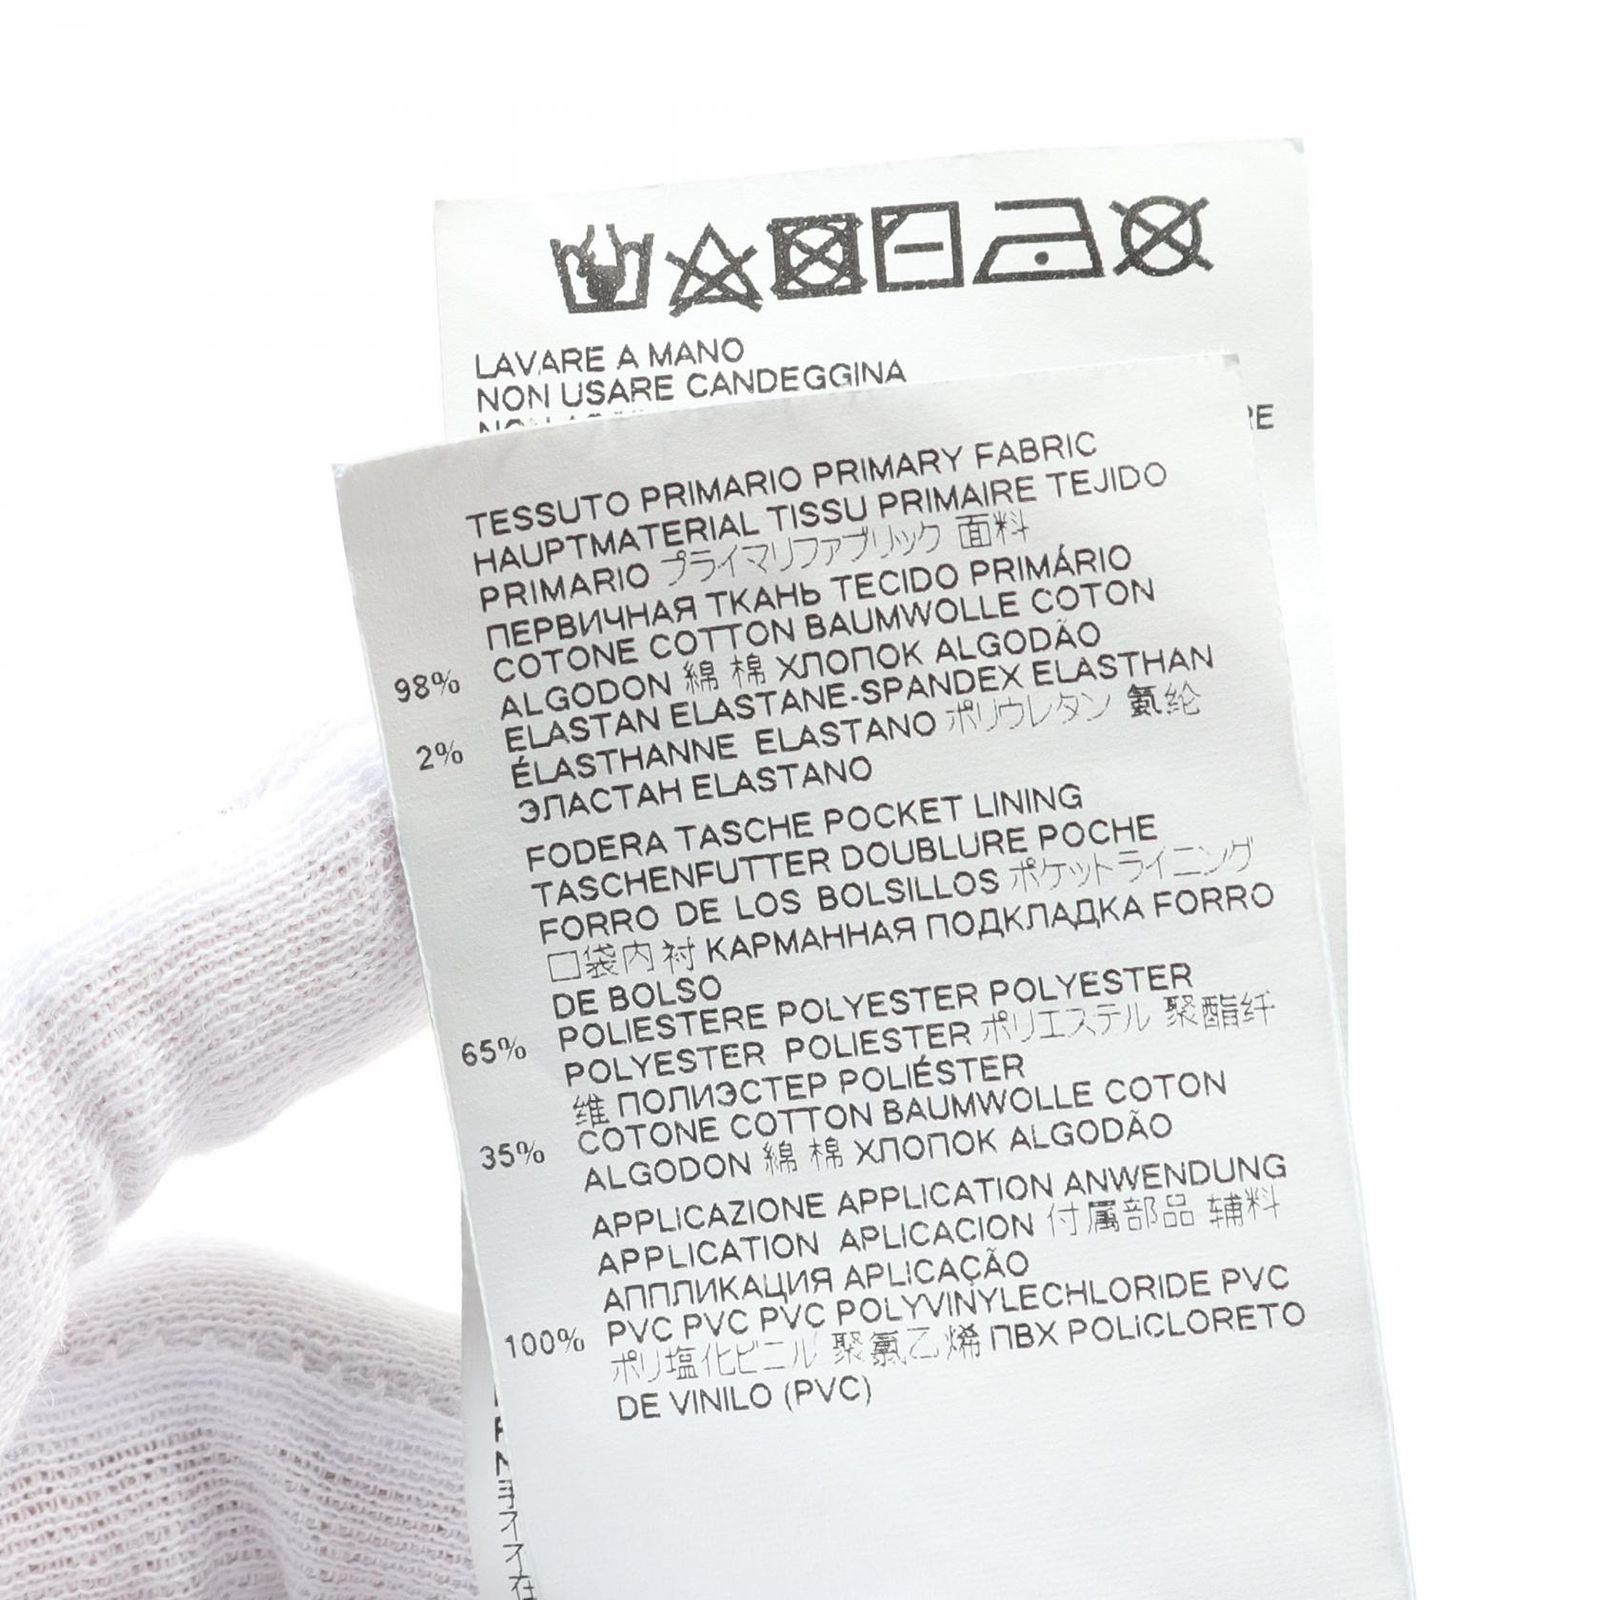 LAVARE A MANO
NON USARE CANDEGGINA
RE
TESSUTO PRIMARIO PRIMARY FABRIC
HAUPTMATERIAL TISSU PRIMAIRE TEJIDO
PRIMARIO プライマリファブリック 面料
ПЕРВИЧНАЯ ТКАНЬ TECIDO PRIMÁRIO
98% COTONE COTTON BAUMWOLLE COTON
ALGODON 綿 棉 ХЛОПОК ALGODÃO
2% ELASTAN ELASTANE-SPANDEX ELASTHAN
ÉLASTHANNE ELASTANO ポリウレタン 氨纶
ЭЛАСТАН ELASTANO
FODERA TASCHE POCKET LINING
TASCHENFUTTER DOUBLURE POCHE
FORRO DE LOS BOLSILLOS ポケットライニング
口袋内衬 КАРМАННАЯ ПОДКЛАДКА FORRO
DE BOLSO
65% POLIESTERE POLYESTER POLYESTER
POLYESTER POLIESTER ポリエステル 聚酯纤
维 ПОЛИЭСТЕР POLIÉSTER
35% COTONE COTTON BAUMWOLLE COTON
ALGODON 綿 棉 ХЛОПОК ALGODÃO
APPLICAZIONE APPLICATION ANWENDUNG
APPLICATION APLICACION 付属部品 辅料
АППЛИКАЦИЯ APLICAÇÃO
100% PVC PVC PVC POLYVINYLECHLORIDE PVC
ポリ塩化ビニル 聚氯乙烯 ПВХ POLICLORETO
DE VINILO (PVC)